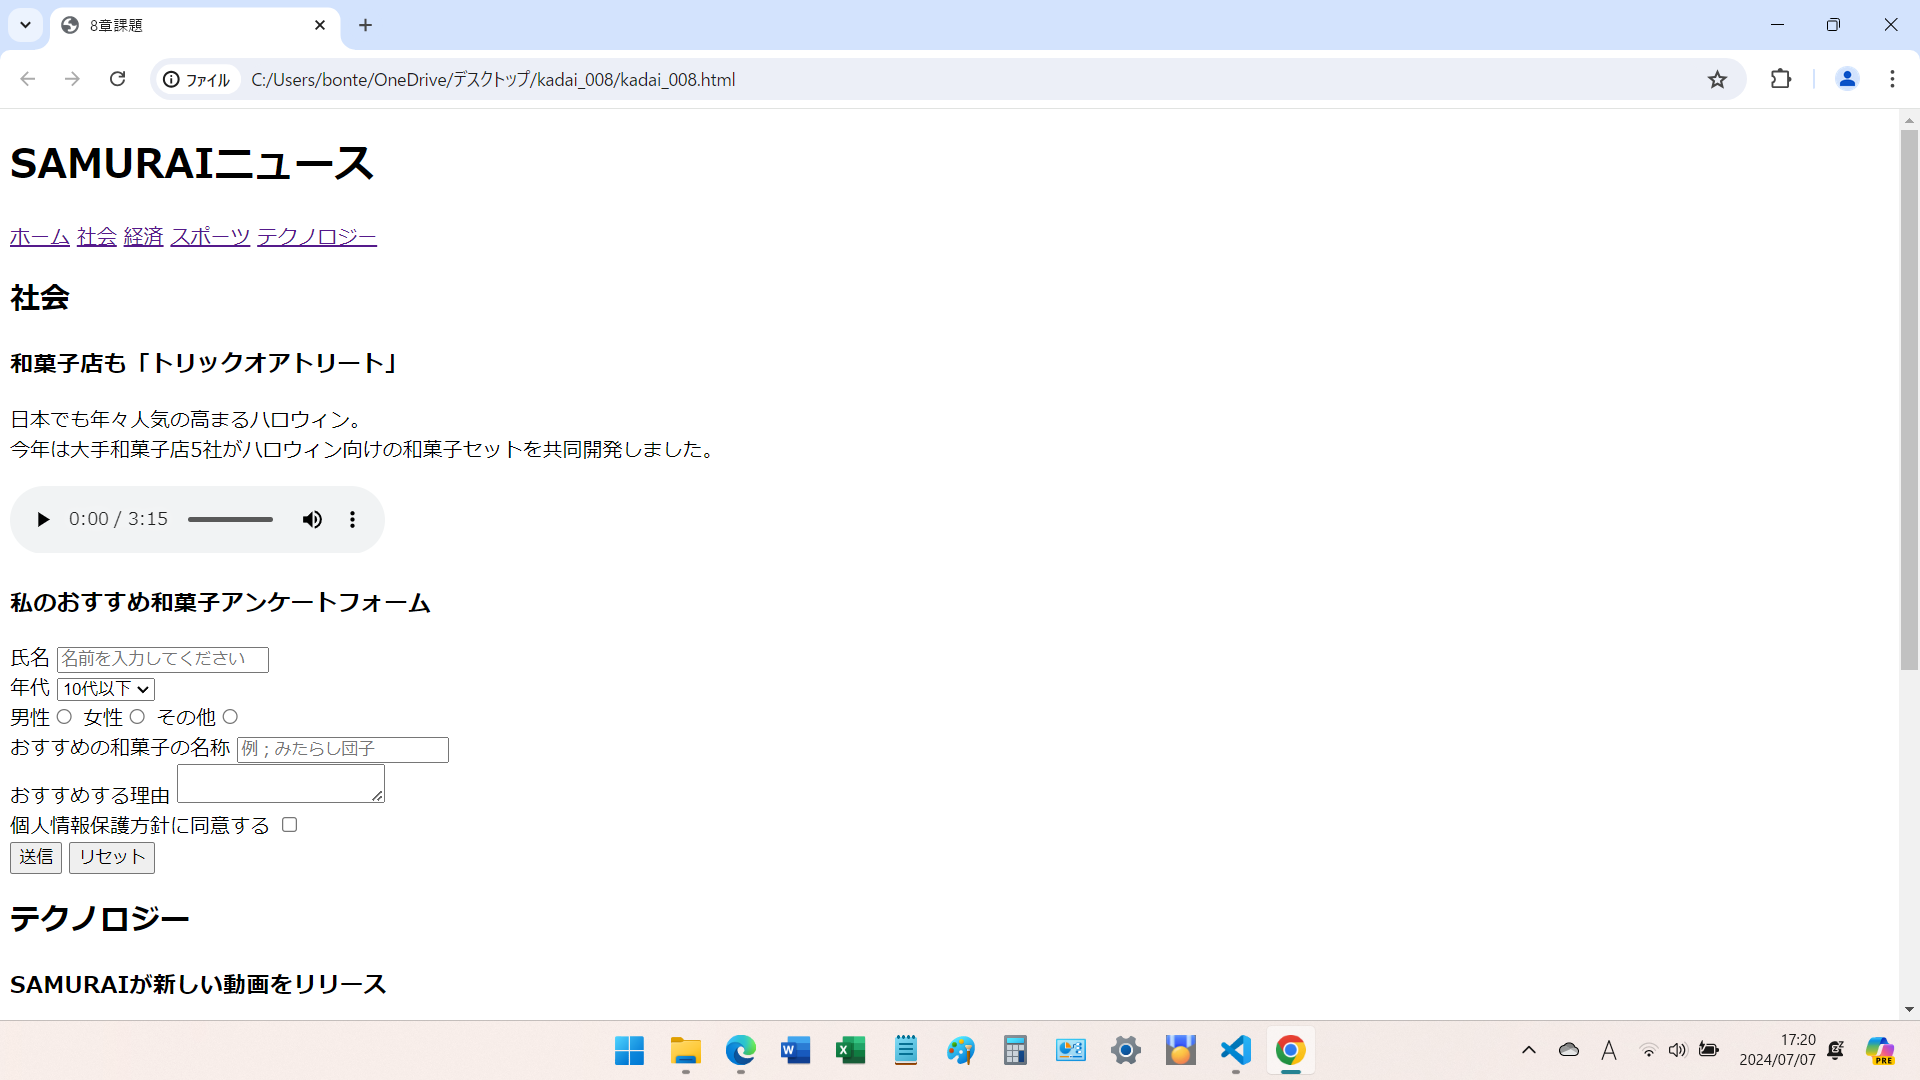 8章課題
ファイル C:/Users/bonte/OneDrive/デスクトップ/kadai_008/kadai_008.html
SAMURAIニュース
ホーム 社会 経済 スポーツ テクノロジー
社会
和菓子店も「トリックオアトリート」
日本でも年々人気の高まるハロウィン。
今年は大手和菓子店5社がハロウィン向けの和菓子セットを共同開発しました。
0:00 / 3:15
私のおすすめ和菓子アンケートフォーム
氏名 名前を入力してください
年代 10代以下
男性 女性 その他
おすすめの和菓子の名称 例；みたらし団子
おすすめする理由
個人情報保護方針に同意する
送信 リセット
テクノロジー
SAMURAIが新しい動画をリリース
A 17:20
2024/07/07
PRE